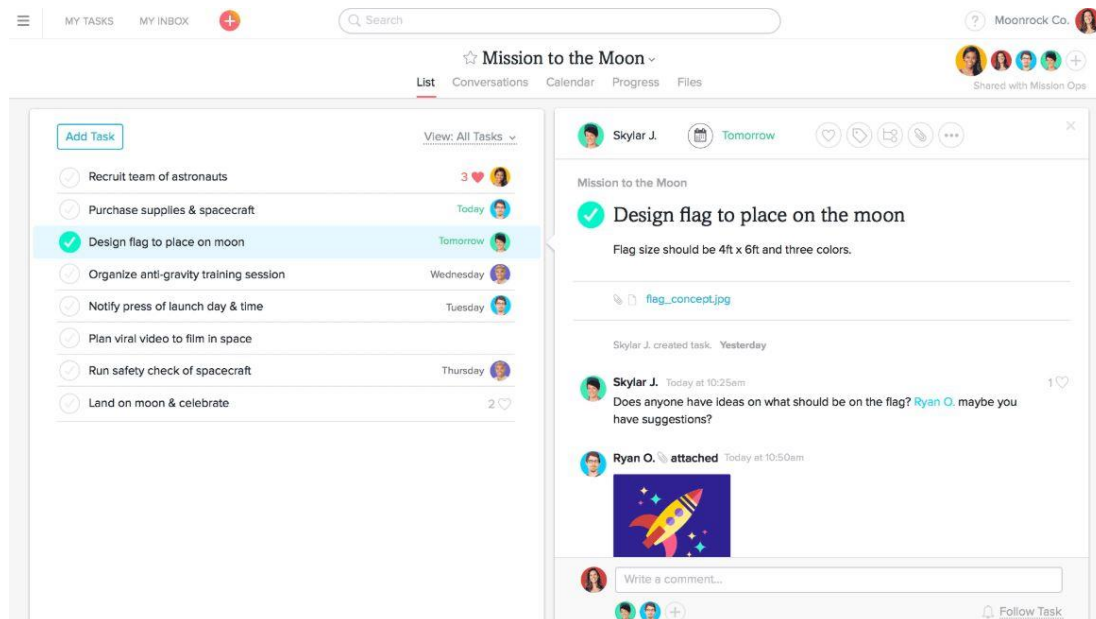 MY TASKS MY INBOX + Search ? Moonrock Co.
Mission to the Moon
List Conversations Calendar Progress Files
Shared with Mission Ops
Add Task View: All Tasks
Recruit team of astronauts 3
Purchase supplies & spacecraft Today
Design flag to place on moon Tomorrow
Organize anti-gravity training session Wednesday
Notify press of launch day & time Tuesday
Plan viral video to film in space
Run safety check of spacecraft Thursday
Land on moon & celebrate 2
Skylar J. Tomorrow
Mission to the Moon
Design flag to place on the moon
Flag size should be 4ft x 6ft and three colors.
flag_concept.jpg
Skylar J. created task. Yesterday
Skylar J. Today at 10:25am 1
Does anyone have ideas on what should be on the flag? Ryan O. maybe you
have suggestions?
Ryan O. attached Today at 10:50am
Write a comment...
Follow Task